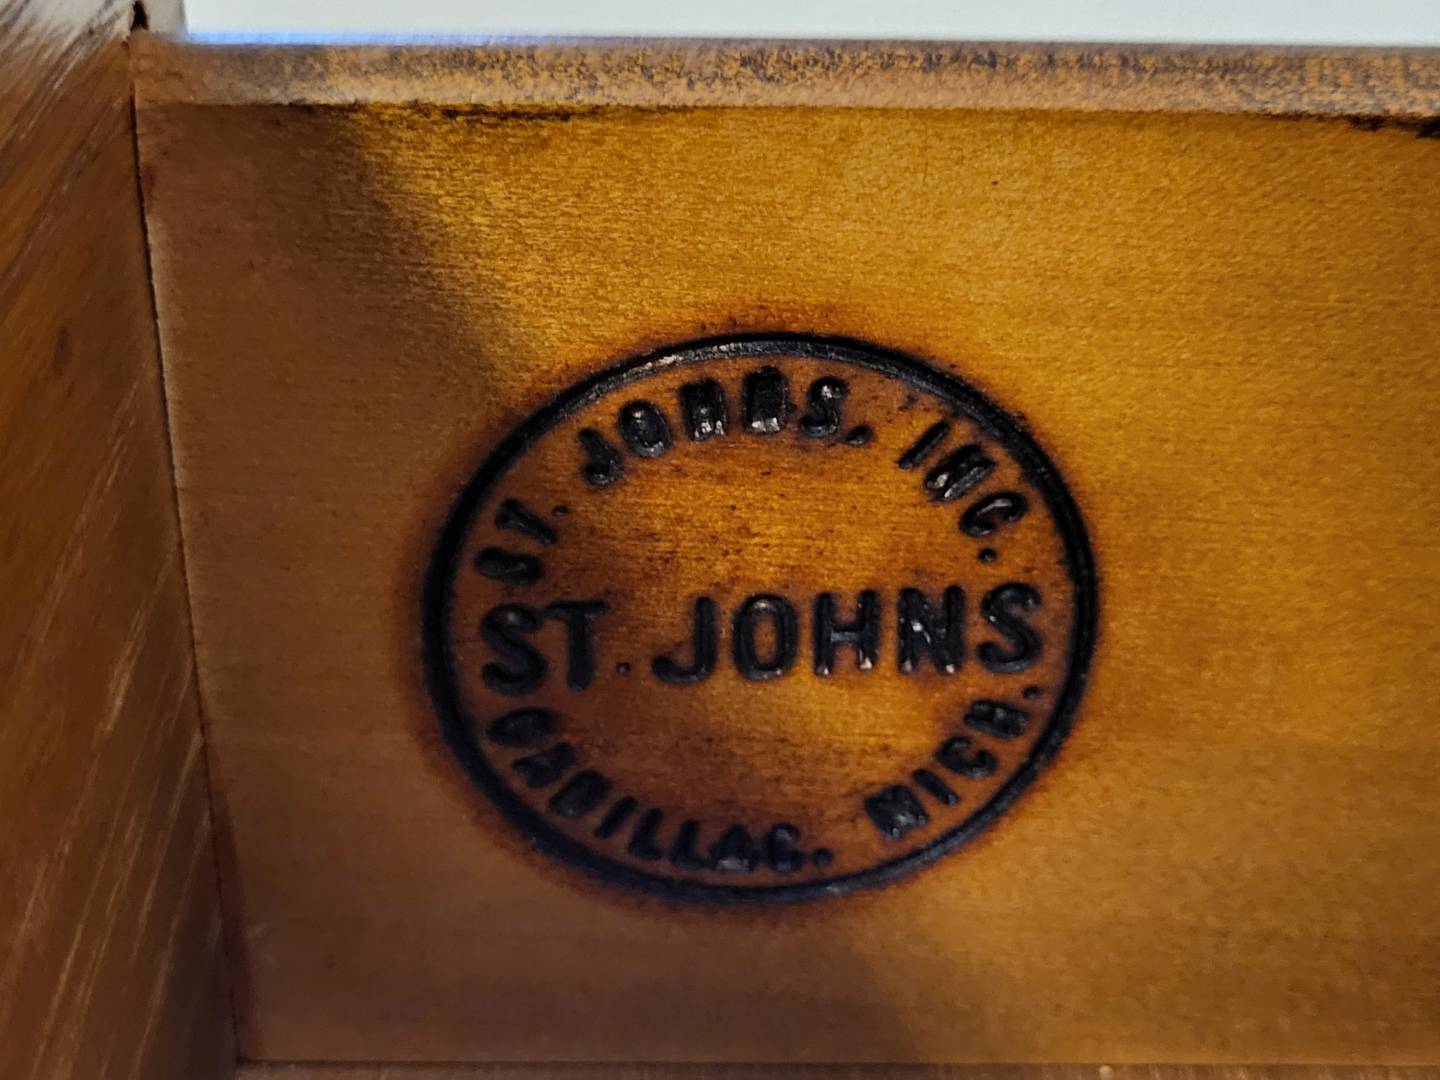 ST. JOHNS, INC.
ST. JOHNS
CADILLAC. MICH.